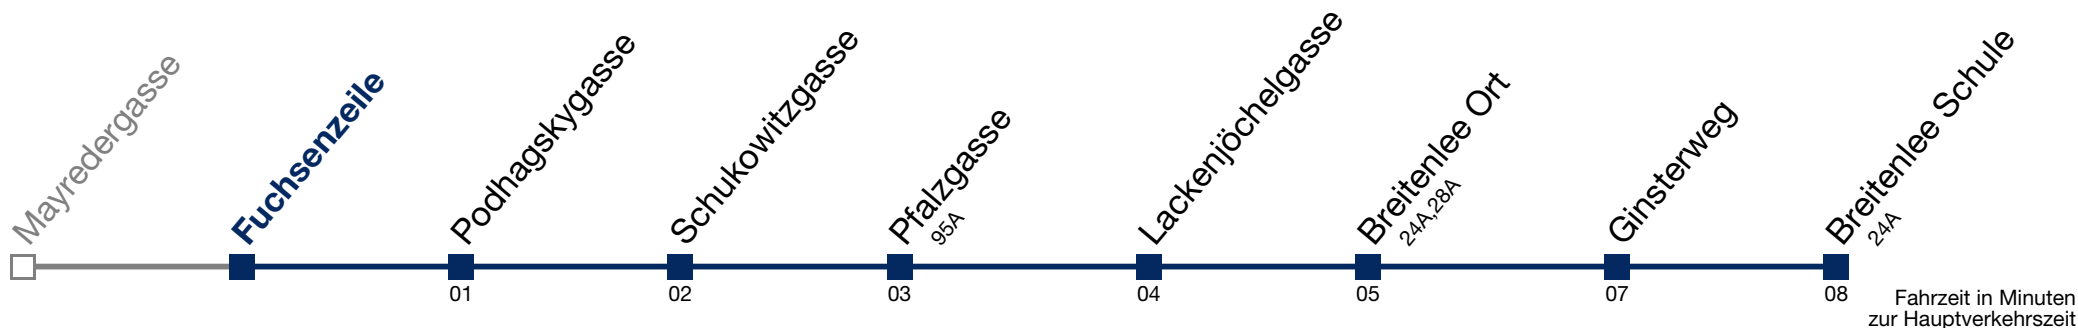 Mayredergasse
Fuchsenzeile
Podhagskygasse
Schukowitzgasse
Pfalzgasse
95A
Lackenjöchelgasse
Breitenlee Ort
24A,28A
Ginsterweg
Breitenlee Schule
24A
01
02
03
04
05
07
08
Fahrzeit in Minuten
zur Hauptverkehrszeit